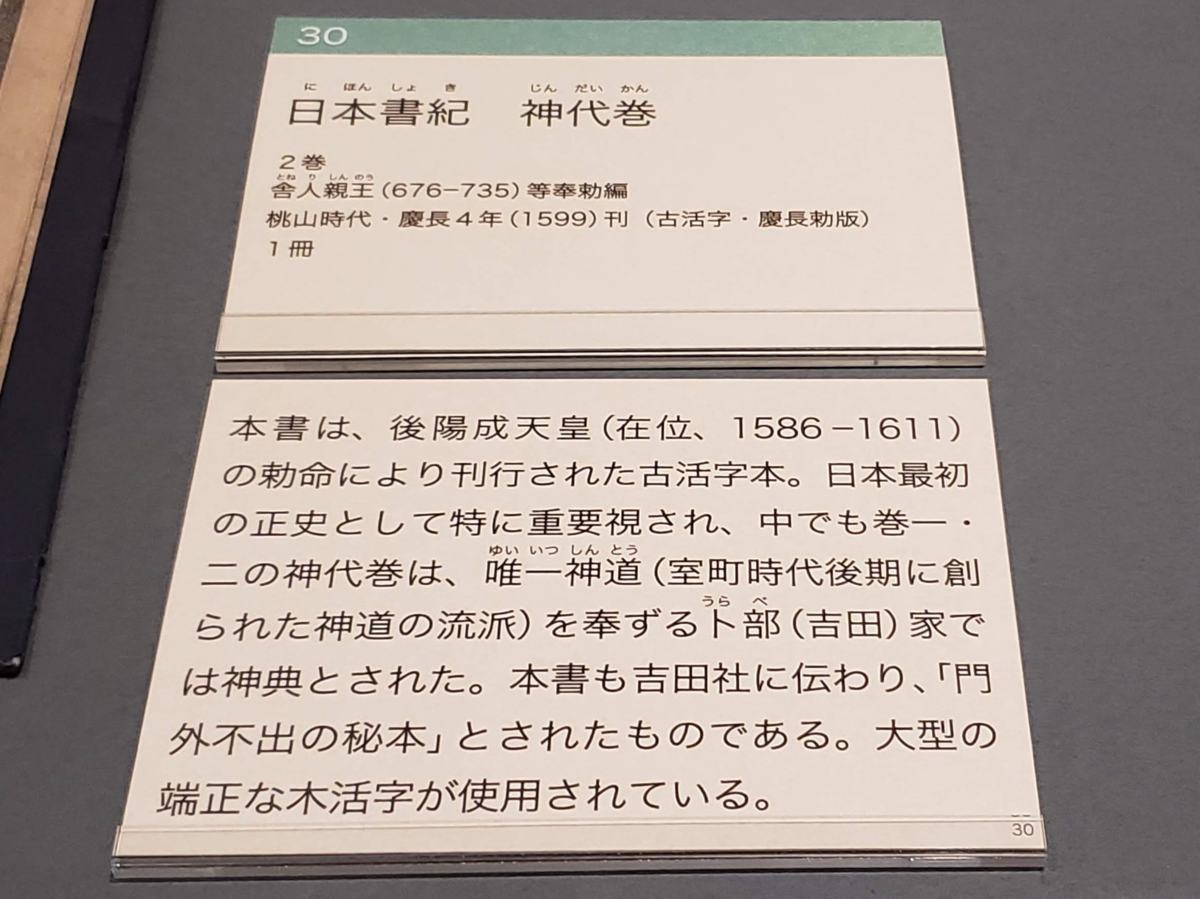 30
に ほん しょ き じん だい かん
日本書紀 神代巻
2巻
とね り しん のう
舎人親王(676−735)等奉勅編
桃山時代・慶長4年(1599)刊(古活字・慶長勅版)
1冊
本書は、後陽成天皇(在位、1586−1611)
の勅命により刊行された古活字本。日本最初
の正史として特に重要視され、中でも巻一・
ゆい いつ しん とう
二の神代巻は、唯一神道(室町時代後期に創
うら べ
られた神道の流派)を奉ずる卜部(吉田)家で
は神典とされた。本書も吉田社に伝わり、「門
外不出の秘本」とされたものである。大型の
端正な木活字が使用されている。
30